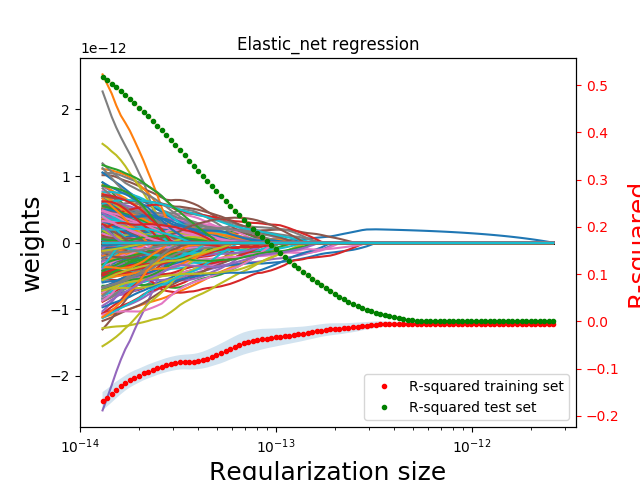 Elastic_net regression
1e−12
2
1
0
−1
−2
weights
0.5
0.4
0.3
0.2
0.1
0.0
−0.1
−0.2
R-squared
R-squared training set
R-squared test set
10−14
10−13
10−12
Regularization size